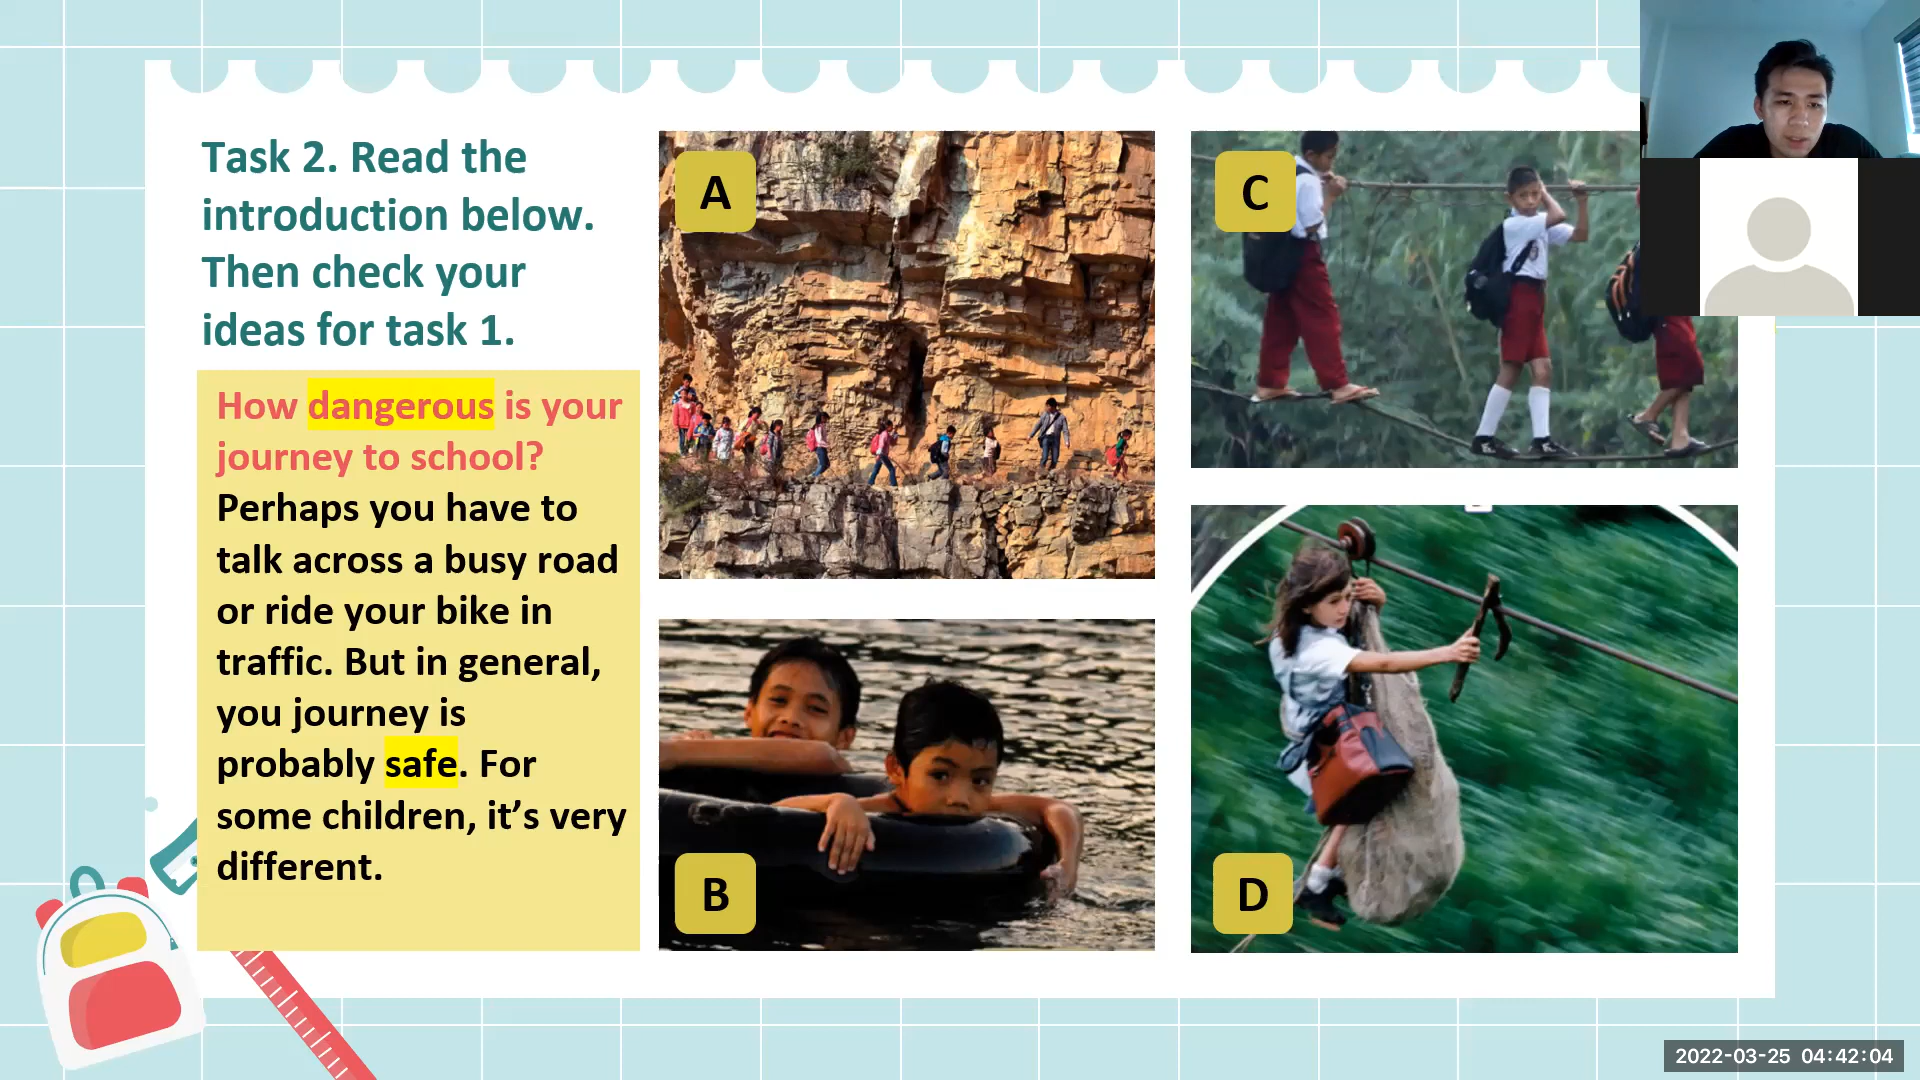 Task 2. Read the
introduction below.
Then check your
ideas for task 1.
How dangerous is your
journey to school?
Perhaps you have to
talk across a busy road
or ride your bike in
traffic. But in general,
you journey is
probably safe. For
some children, it’s very
different.
A
B
C
D
2022-03-25 04:42:04